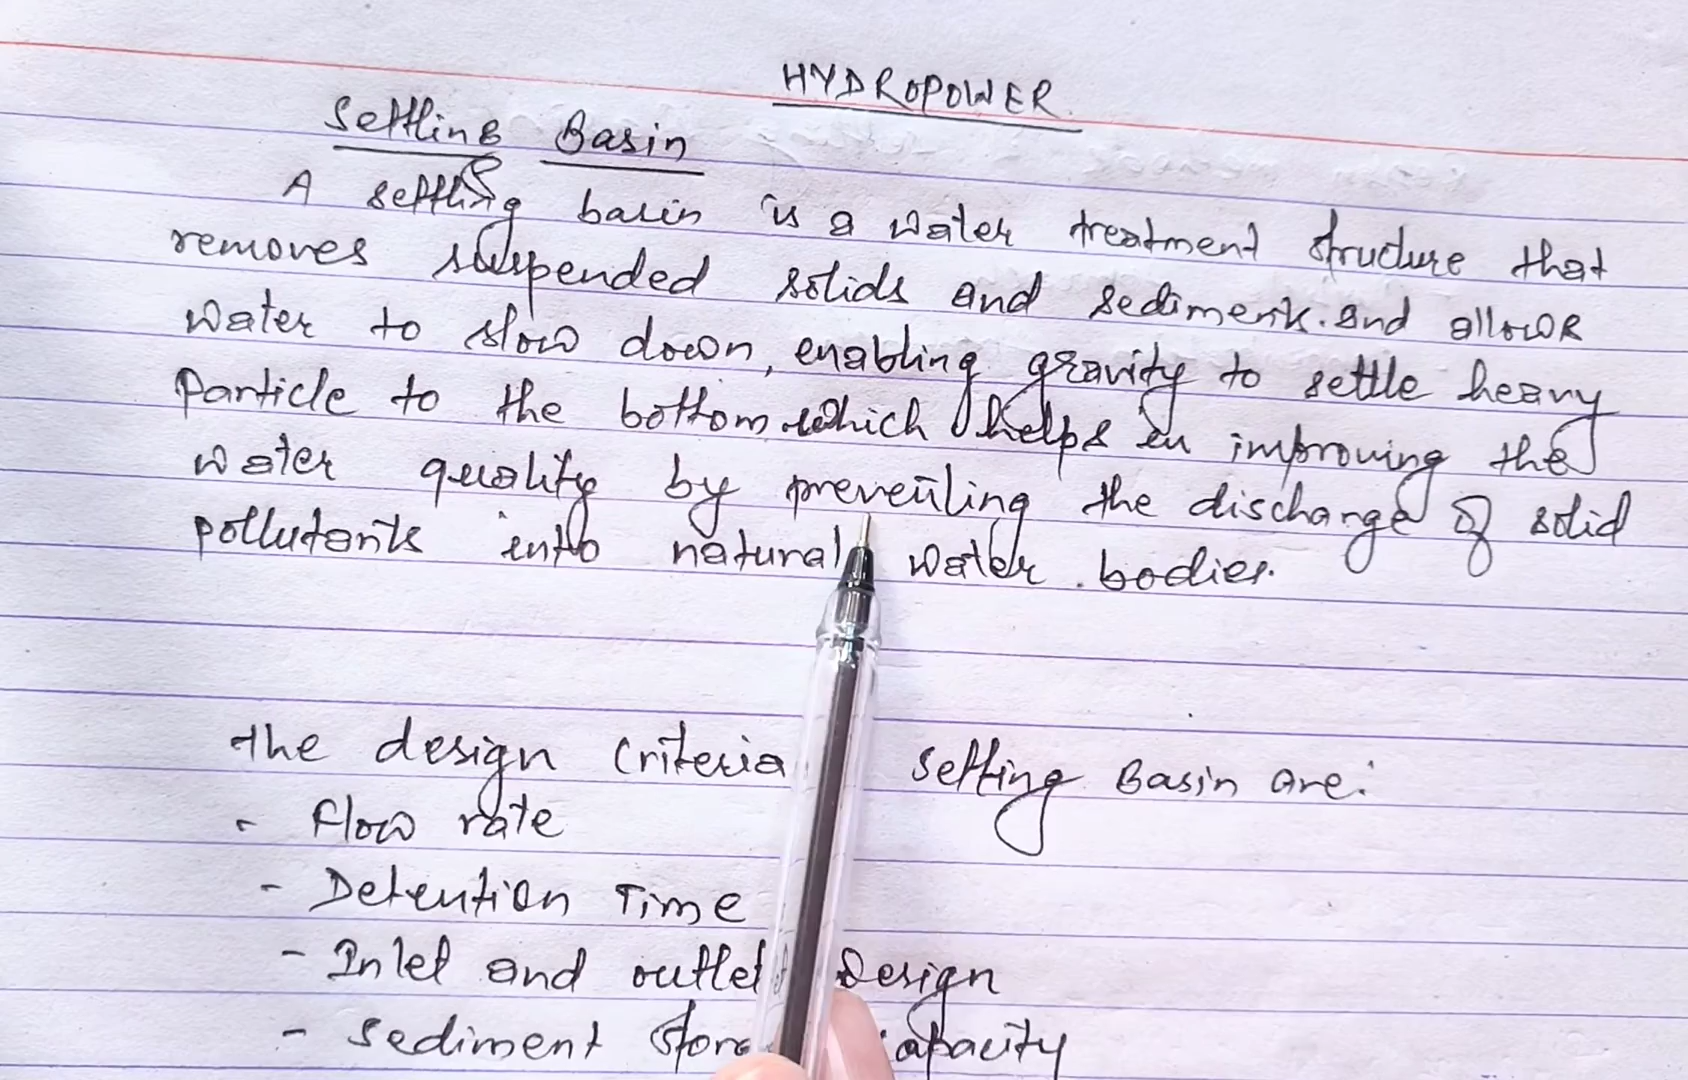 HYDROPOWER
Settling Basin
A settling basin is a water treatment structure that
removes suspended solids and sediments. and allows
water to slow down, enabling gravity to settle heavy
Particle to the bottom which helps in improving the
water quality by preventing the discharge of solid
pollutants into natural water bodies.
The design criteria setting Basin are:
- Flow rate
- Detention Time
- Inlet and outlet Design
- Sediment